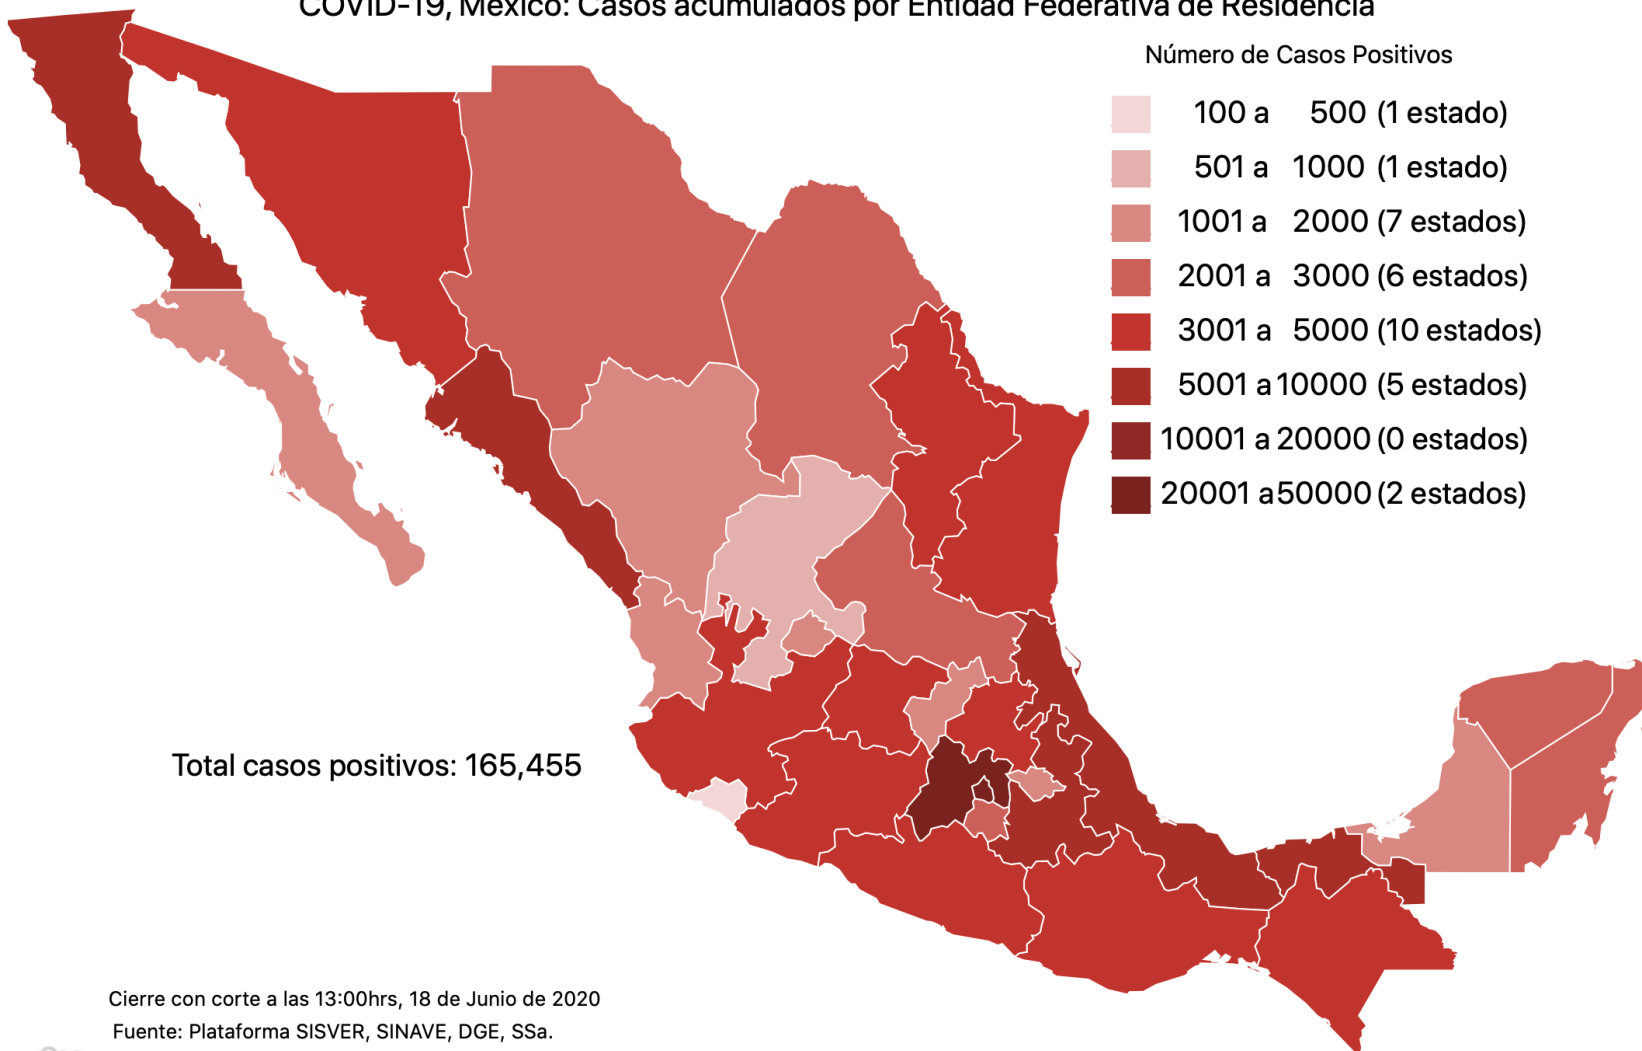 COVID-19, México: Casos acumulados por Entidad Federativa de Residencia
Número de Casos Positivos
100 a 500 (1 estado)
501 a 1000 (1 estado)
1001 a 2000 (7 estados)
2001 a 3000 (6 estados)
3001 a 5000 (10 estados)
5001 a 10000 (5 estados)
10001 a 20000 (0 estados)
20001 a 50000 (2 estados)
Total casos positivos: 165,455
Cierre con corte a las 13:00hrs, 18 de Junio de 2020
Fuente: Plataforma SISVER, SINAVE, DGE, SSa.